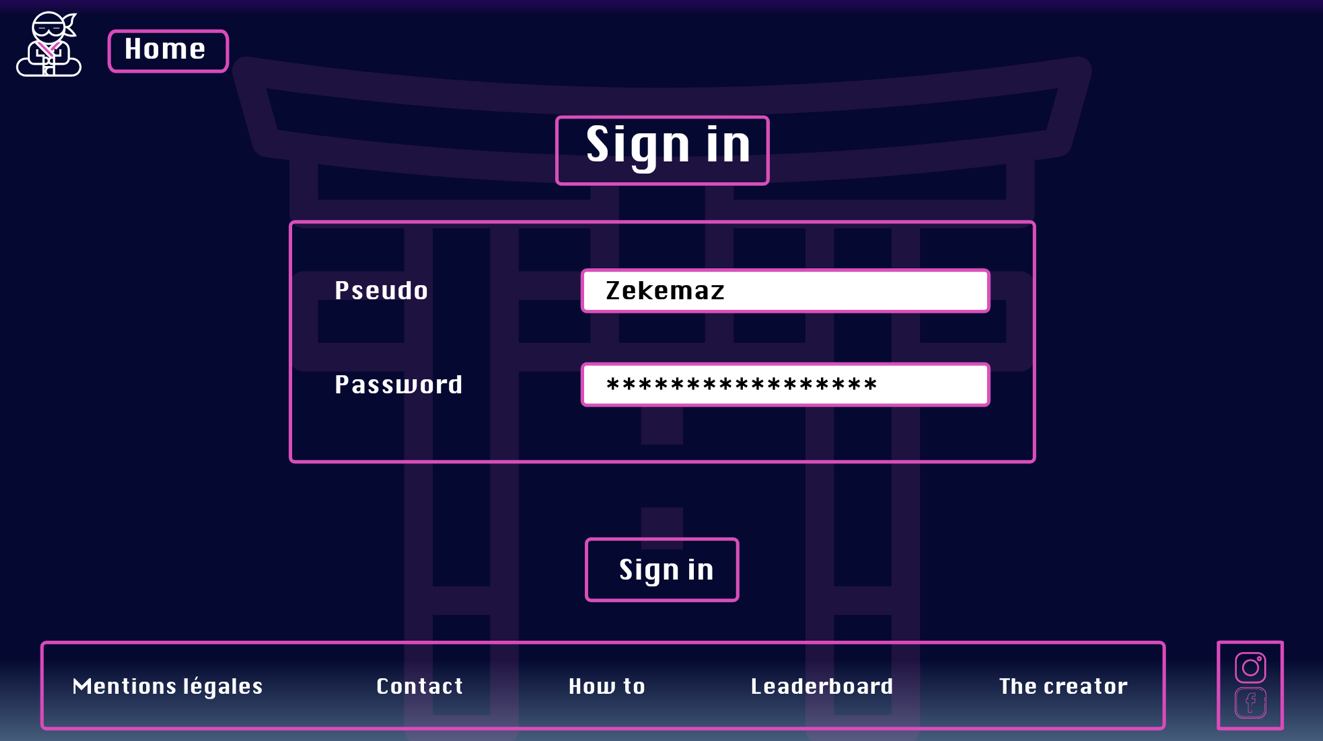 Home
Sign in
Pseudo
Zekemaz
Password
*****************
Sign in
Mentions légales
Contact
How to
Leaderboard
The creator